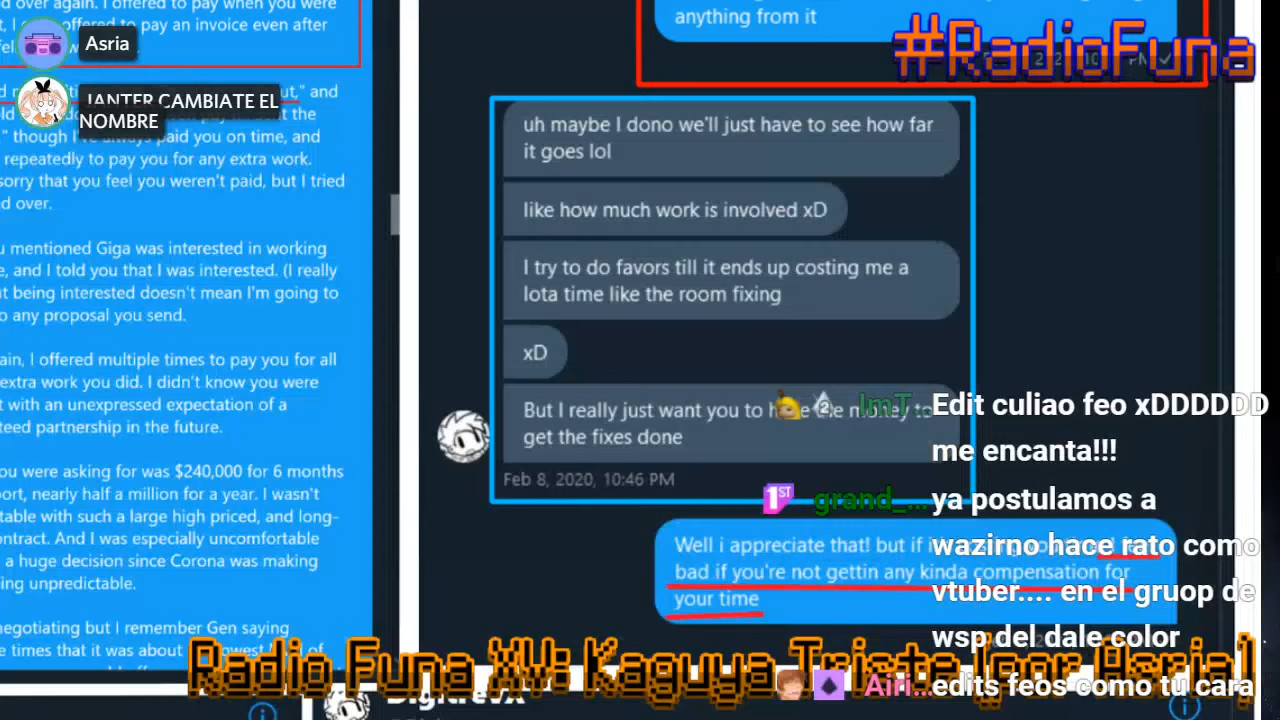 d over again. I offered to pay when you were
offered to pay an invoice even after
Asria
JANTER CAMBIATE EL
NOMBRE
" though I've always paid you on time, and
repeatedly to pay you for any extra work.
sorry that you feel you weren't paid, but I tried
d over.
u mentioned Giga was interested in working
e, and I told you that I was interested. (I really
t being interested doesn't mean I'm going to
o any proposal you send.
ain, I offered multiple times to pay you for all
extra work you did. I didn't know you were
t with an unexpected expectation of a
teed partnership in the future.
ou were asking for was $240,000 for 6 months
port, nearly half a million for a year. I wasn't
table with such a large high priced, and long-
ontract. And I was especially uncomfortable
a huge decision since Corona was making
ing unpredictable.
negotiating but I remember Gen saying
e times that it was about
anything from it
#RadioFuna
uh maybe I dono we'll just have to see how far
it goes lol
like how much work is involved xD
I try to do favors till it ends up costing me a
lota time like the room fixing
xD
But I really just want you to
get the fixes done
Feb 8, 2020, 10:46 PM
Well i appreciate that! but if
bad if you're not gettin any kinda compensation for
your time
ImT... Edit culiao feo xDDDDDD
me encanta!!!
1ST grand_... ya postulamos a
wazirno hace rato como
vtuber.... en el gruop de
wsp del dale color
Airi... edits feos como tu cara
Radio Funa XV: Kaguya Triste (por Asria)
DigitrevX